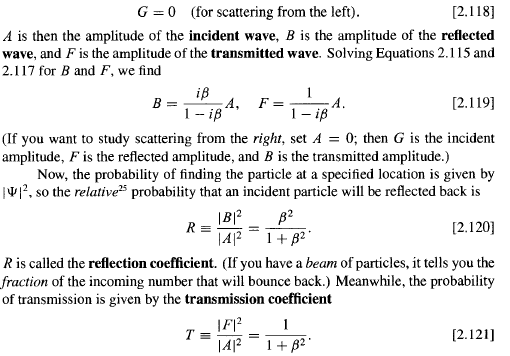 G = 0 (for scattering from the left). [2.118]
A is then the amplitude of the incident wave, B is the amplitude of the reflected
wave, and F is the amplitude of the transmitted wave. Solving Equations 2.115 and
2.117 for B and F, we find
B = iβ / (1 − iβ) A, F = 1 / (1 − iβ) A. [2.119]
(If you want to study scattering from the right, set A = 0; then G is the incident
amplitude, F is the reflected amplitude, and B is the transmitted amplitude.)
Now, the probability of finding the particle at a specified location is given by
|Ψ|², so the relative²⁵ probability that an incident particle will be reflected back is
R ≡ |B|² / |A|² = β² / (1 + β²). [2.120]
R is called the reflection coefficient. (If you have a beam of particles, it tells you the
fraction of the incoming number that will bounce back.) Meanwhile, the probability
of transmission is given by the transmission coefficient
T ≡ |F|² / |A|² = 1 / (1 + β²). [2.121]